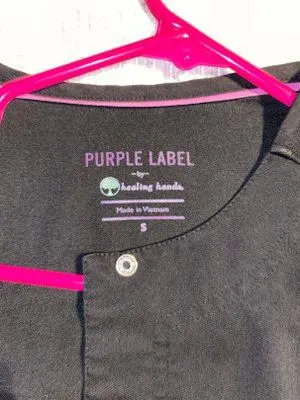 PURPLE LABEL
-by-
healing hands.
Made in Vietnam
S